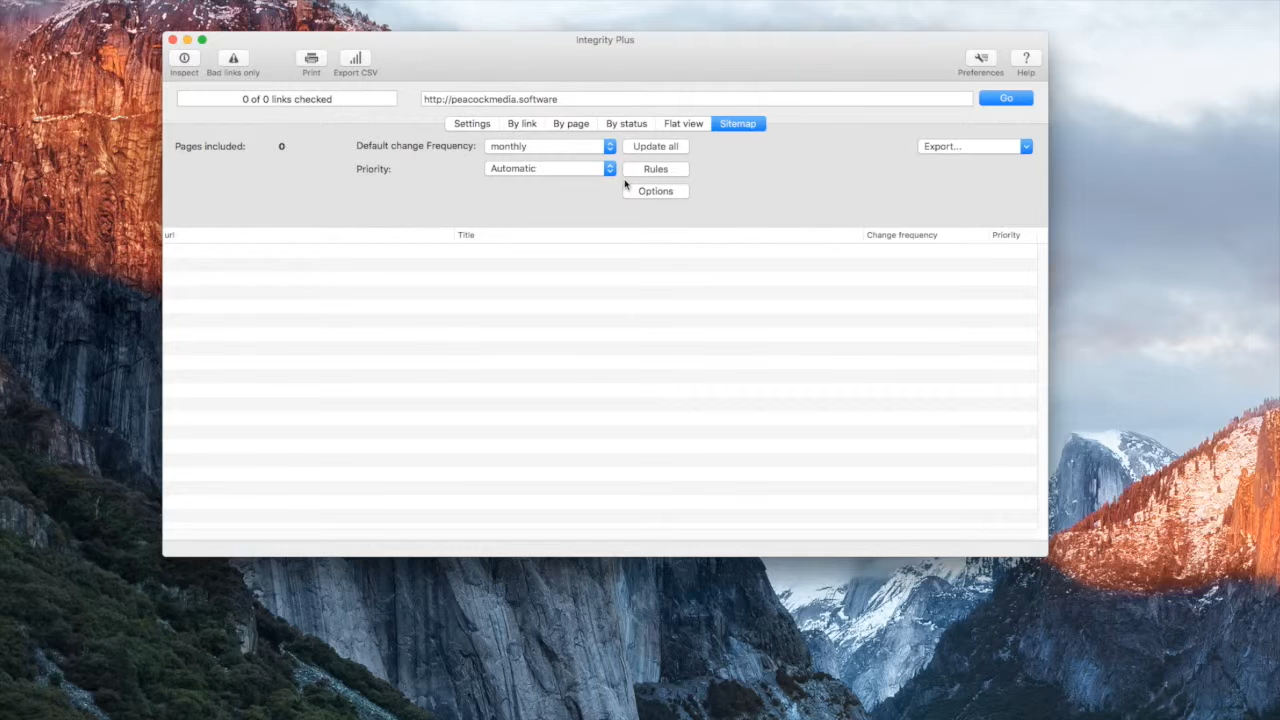 Integrity Plus
Inspect Bad links only Print Export CSV Preferences Help
0 of 0 links checked http://peacockmedia.software Go
Settings By link By page By status Flat view Sitemap
Pages included: 0 Default change Frequency: monthly Update all Export...
Priority: Automatic Rules
Options
url Title Change frequency Priority